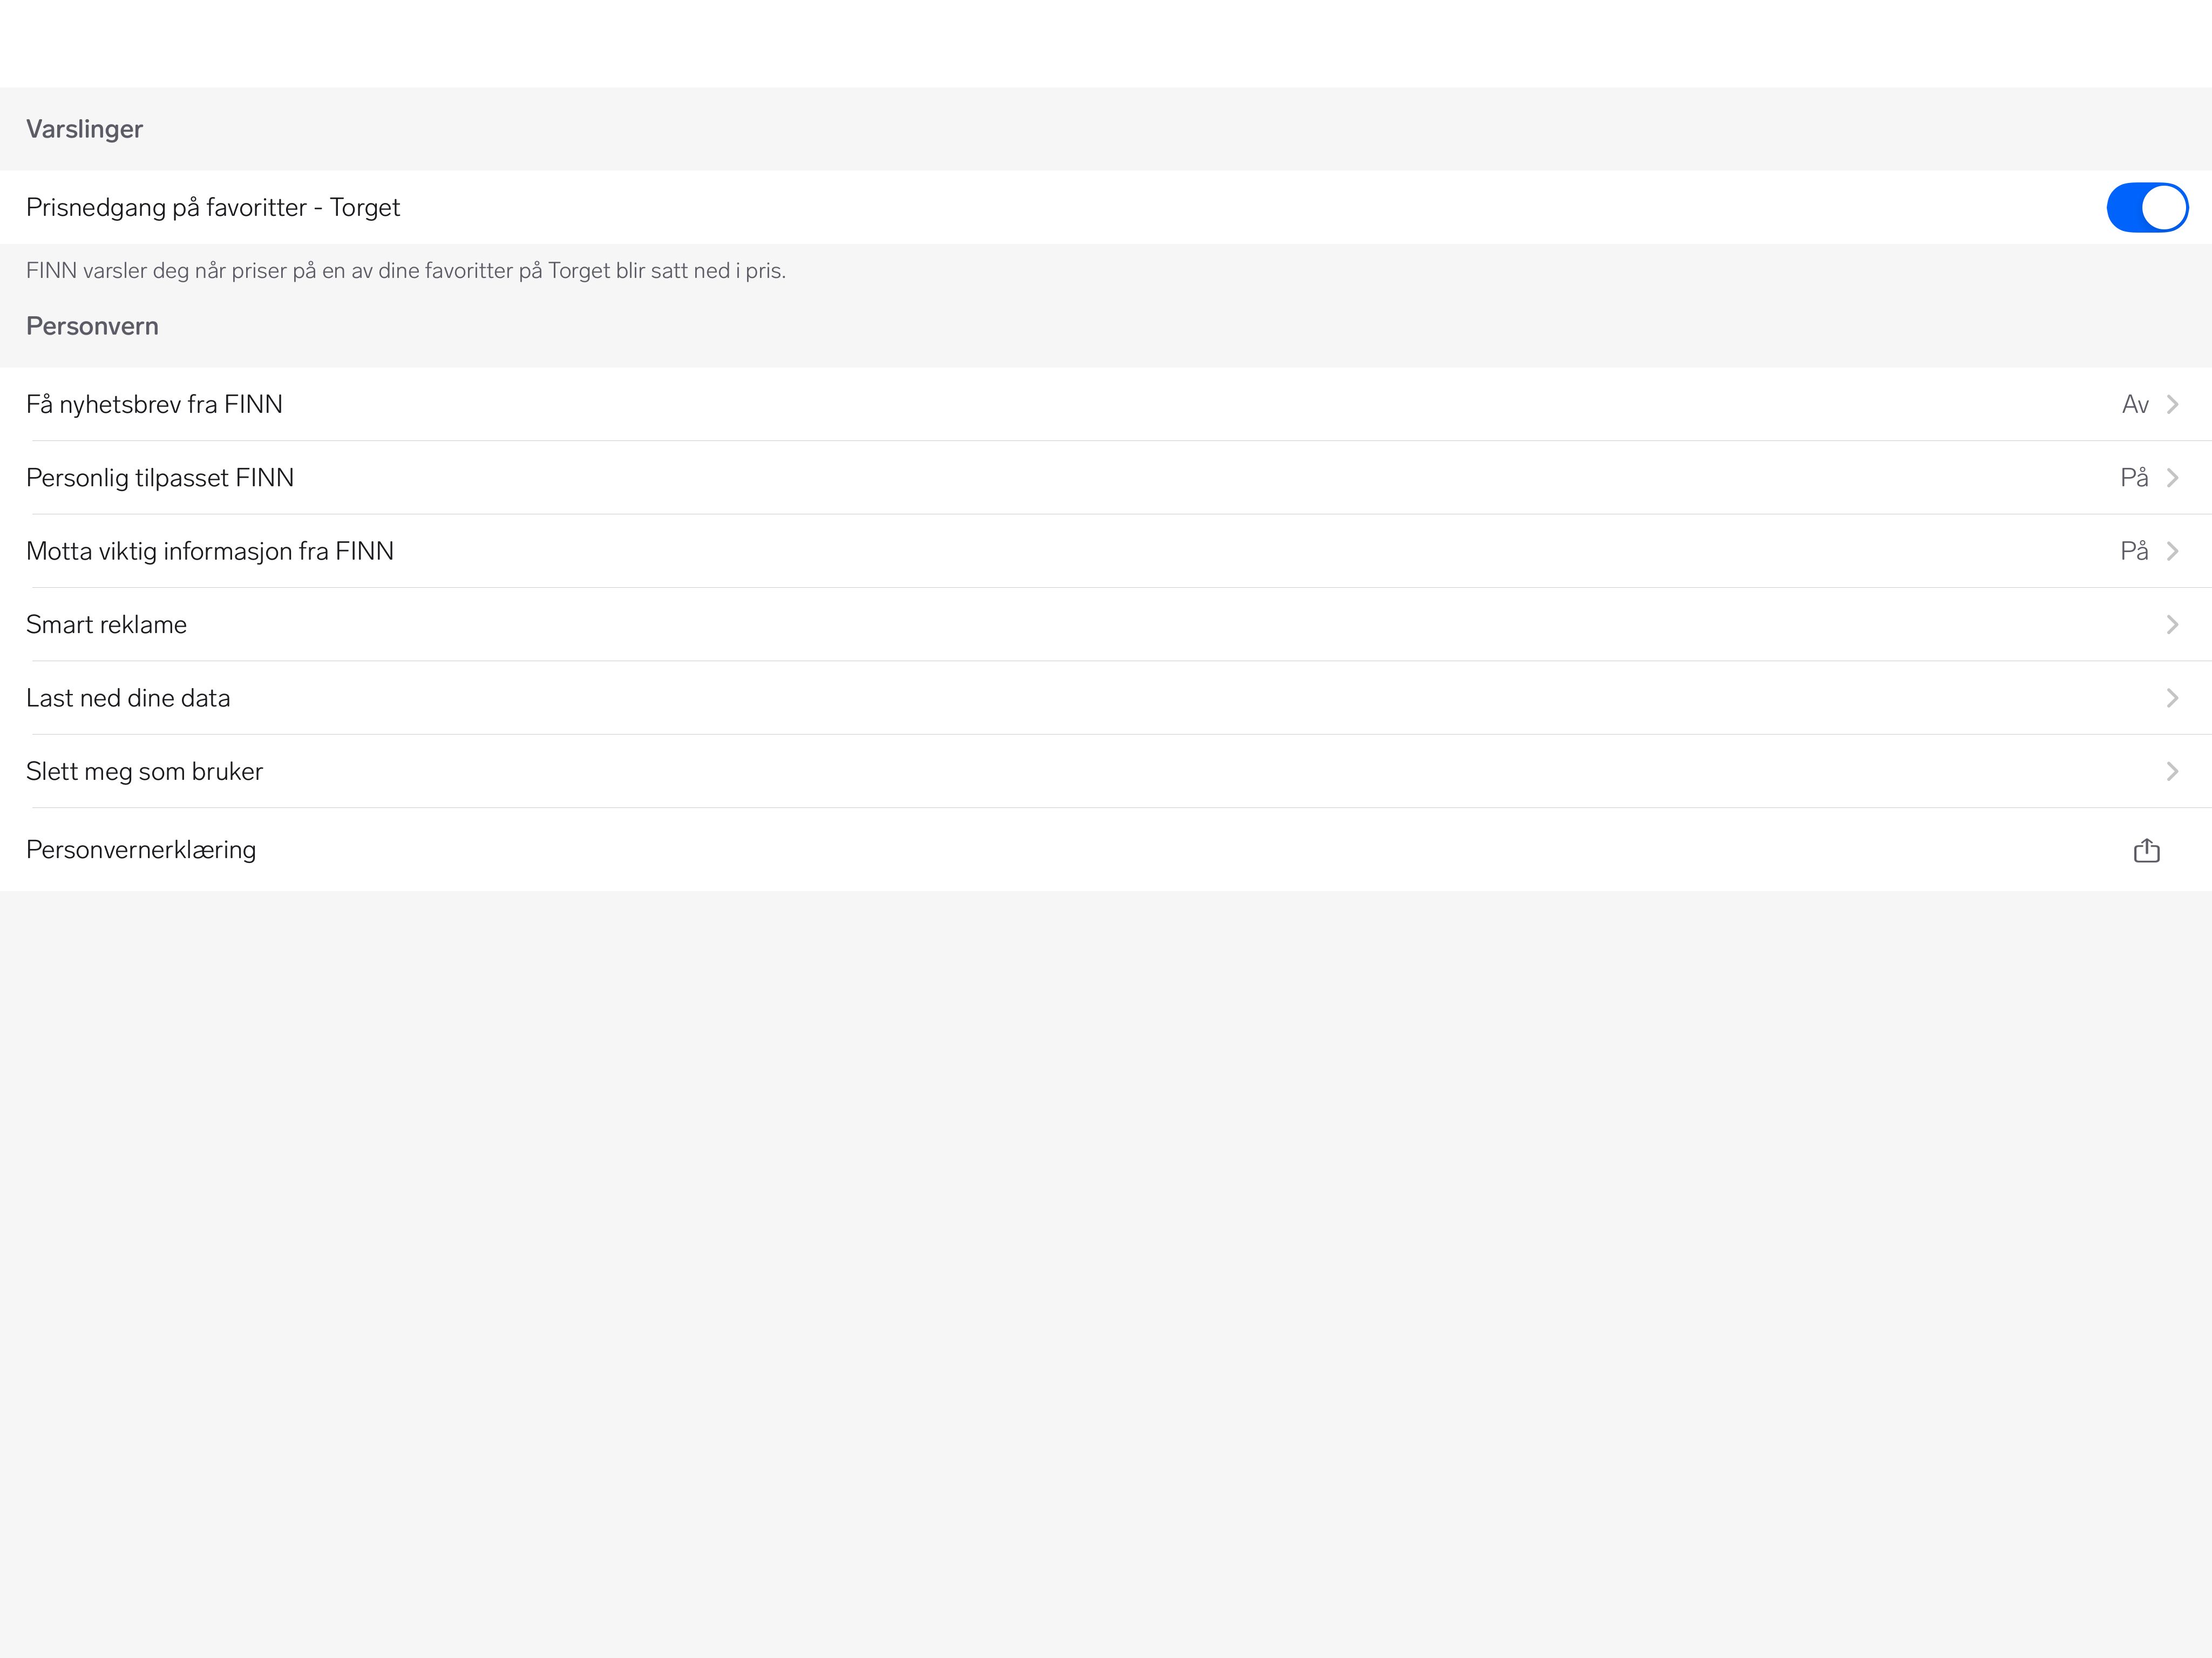 Varslinger
Prisnedgang på favoritter - Torget
FINN varsler deg når priser på en av dine favoritter på Torget blir satt ned i pris.
Personvern
Få nyhetsbrev fra FINN Av
Personlig tilpasset FINN På
Motta viktig informasjon fra FINN På
Smart reklame
Last ned dine data
Slett meg som bruker
Personvernerklæring